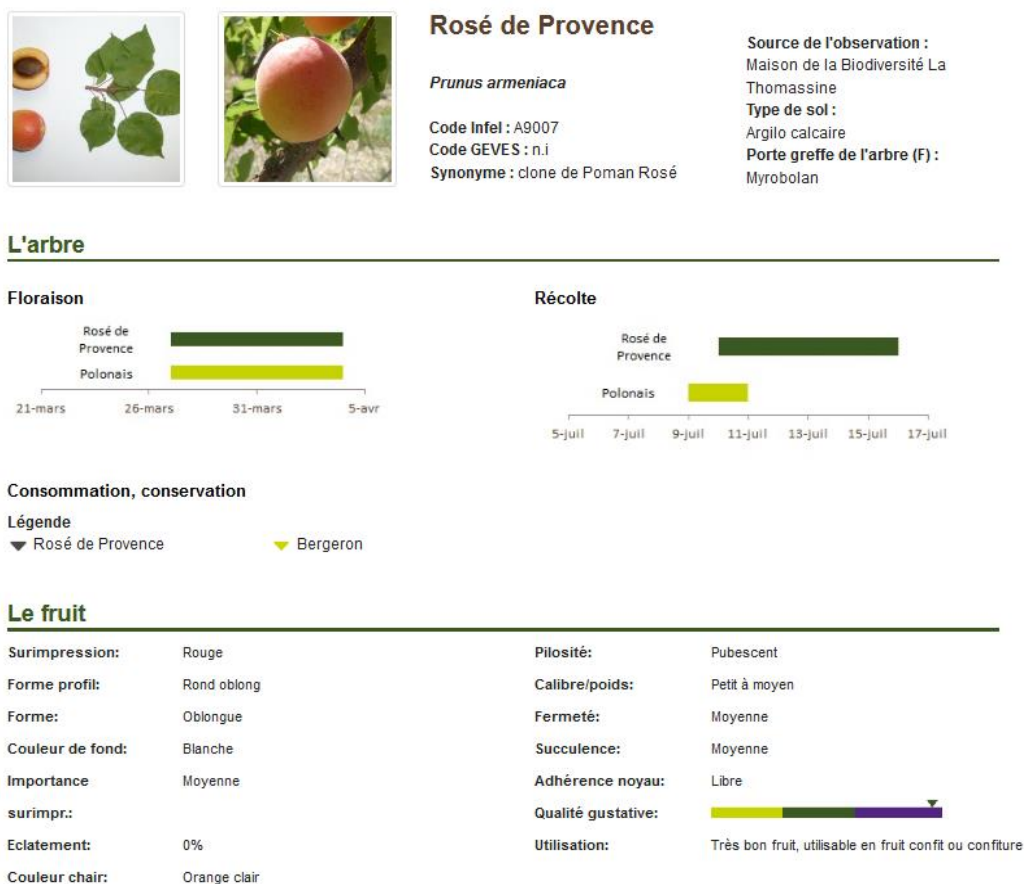 Rosé de Provence
Prunus armeniaca
Code Infel : A9007
Code GEVES : n.i
Synonyme : clone de Poman Rosé
Source de l'observation :
Maison de la Biodiversité La
Thomassine
Type de sol :
Argilo calcaire
Porte greffe de l'arbre (F) :
Myrobolan
L'arbre
Floraison
Rosé de
Provence
Polonais
21-mars 26-mars 31-mars 5-avr
Récolte
Rosé de
Provence
Polonais
5-juil 7-juil 9-juil 11-juil 13-juil 15-juil 17-juil
Consommation, conservation
Légende
Rosé de Provence Bergeron
Le fruit
Surimpression: Rouge
Forme profil: Rond oblong
Forme: Oblongue
Couleur de fond: Blanche
Importance Moyenne
surimpr.:
Eclatement: 0%
Couleur chair: Orange clair
Pilosité: Pubescent
Calibre/poids: Petit à moyen
Fermeté: Moyenne
Succulence: Moyenne
Adhérence noyau: Libre
Qualité gustative:
Utilisation: Très bon fruit, utilisable en fruit confit ou confiture